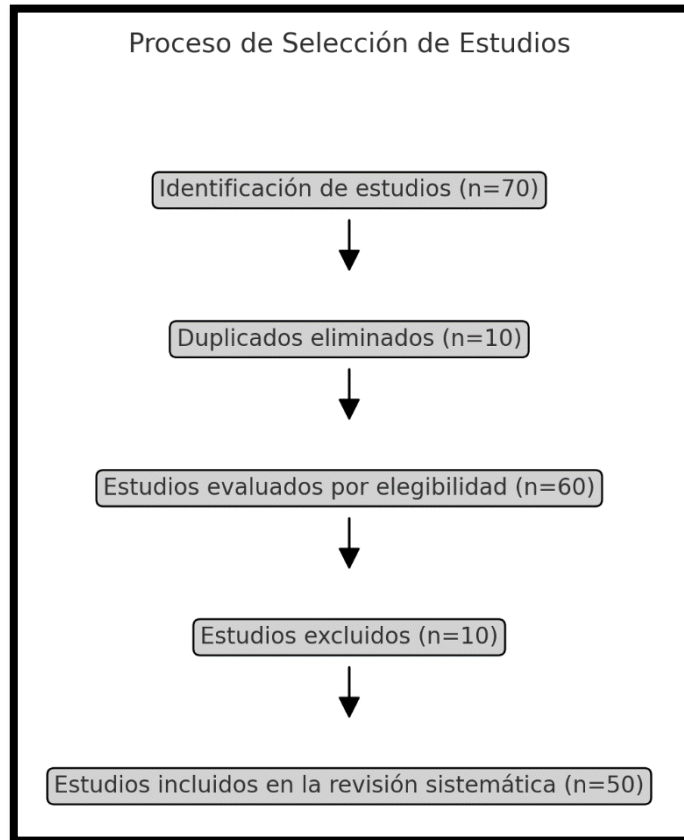 Proceso de Selección de Estudios
Identificación de estudios (n=70)
Duplicados eliminados (n=10)
Estudios evaluados por elegibilidad (n=60)
Estudios excluidos (n=10)
Estudios incluidos en la revisión sistemática (n=50)